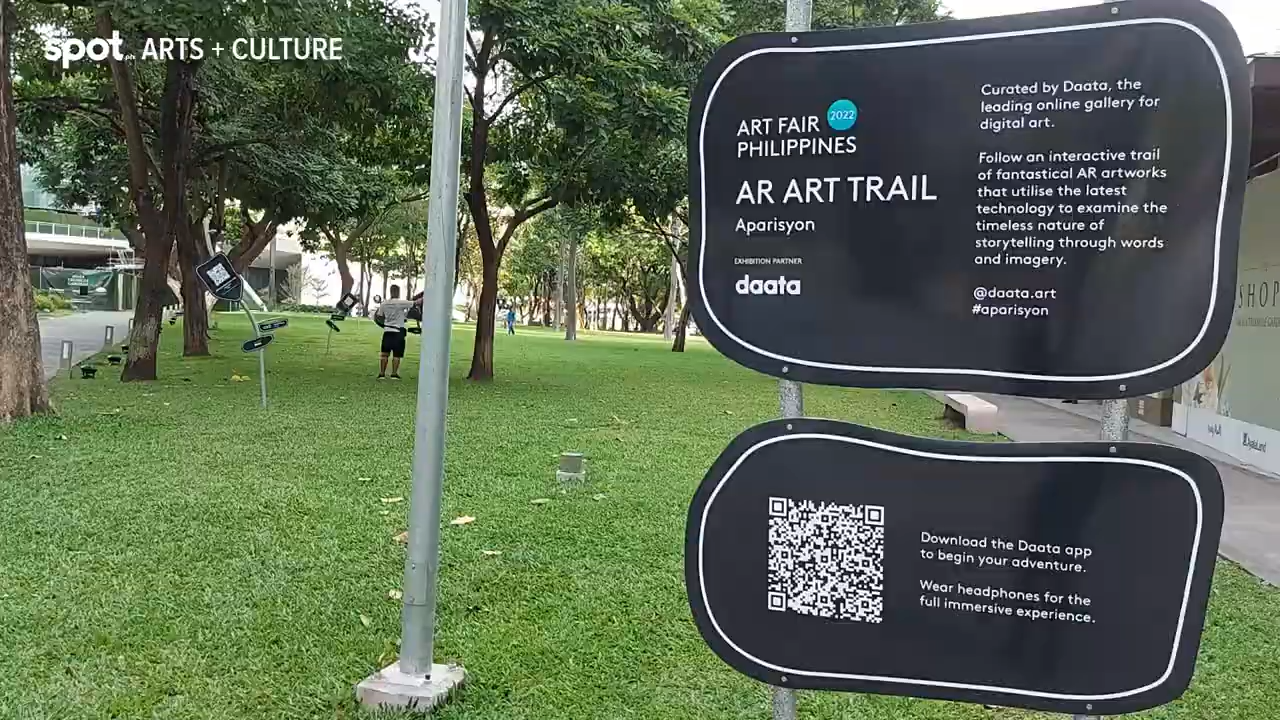 spot.ph ARTS + CULTURE
ART FAIR 2022
PHILIPPINES
AR ART TRAIL
Aparisyon
EXHIBITION PARTNER
daata
Curated by Daata, the
leading online gallery for
digital art.
Follow an interactive trail
of fantastical AR artworks
that utilise the latest
technology to examine the
timeless nature of
storytelling through words
and imagery.
@daata.art
#aparisyon
Download the Daata app
to begin your adventure.
Wear headphones for the
full immersive experience.
SHOP